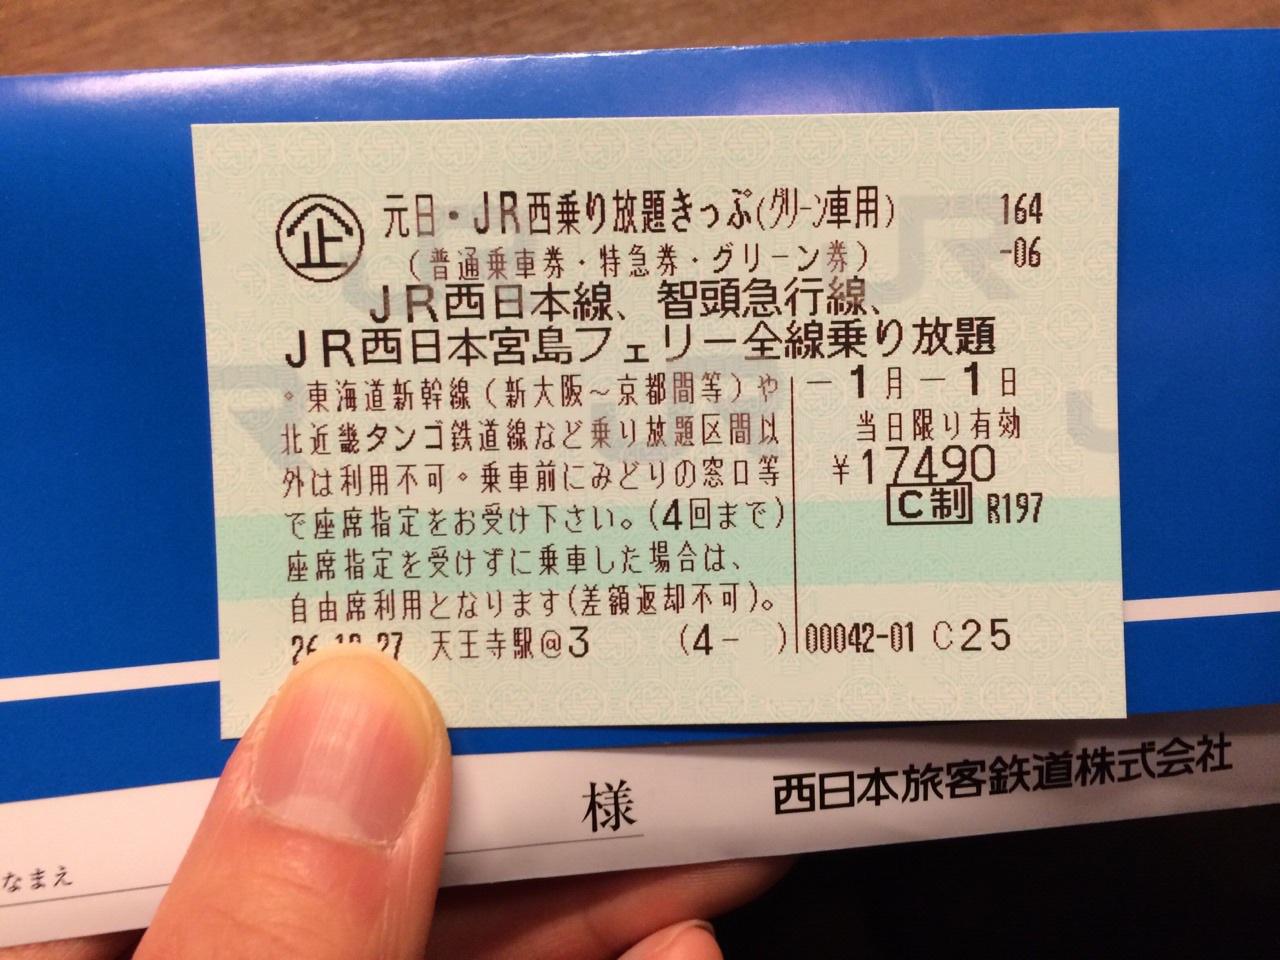 企 元日・JR西乗り放題きっぷ(グリーン車用) 164
(普通乗車券・特急券・グリーン券) -06
JR西日本線、智頭急行線、
JR西日本宮島フェリー全線乗り放題
。東海道新幹線(新大阪〜京都間等)や
北近畿タンゴ鉄道線など乗り放題区間以
外は利用不可。乗車前にみどりの窓口等
で座席指定をお受け下さい。(4回まで)
座席指定を受けずに乗車した場合は、
自由席利用となります(差額返却不可)。
-1月-1日
当日限り有効
¥17490
C制 R197
26.12.27 天王寺駅@3 (4- ) 00042-01 C25
様
西日本旅客鉄道株式会社
なまえ